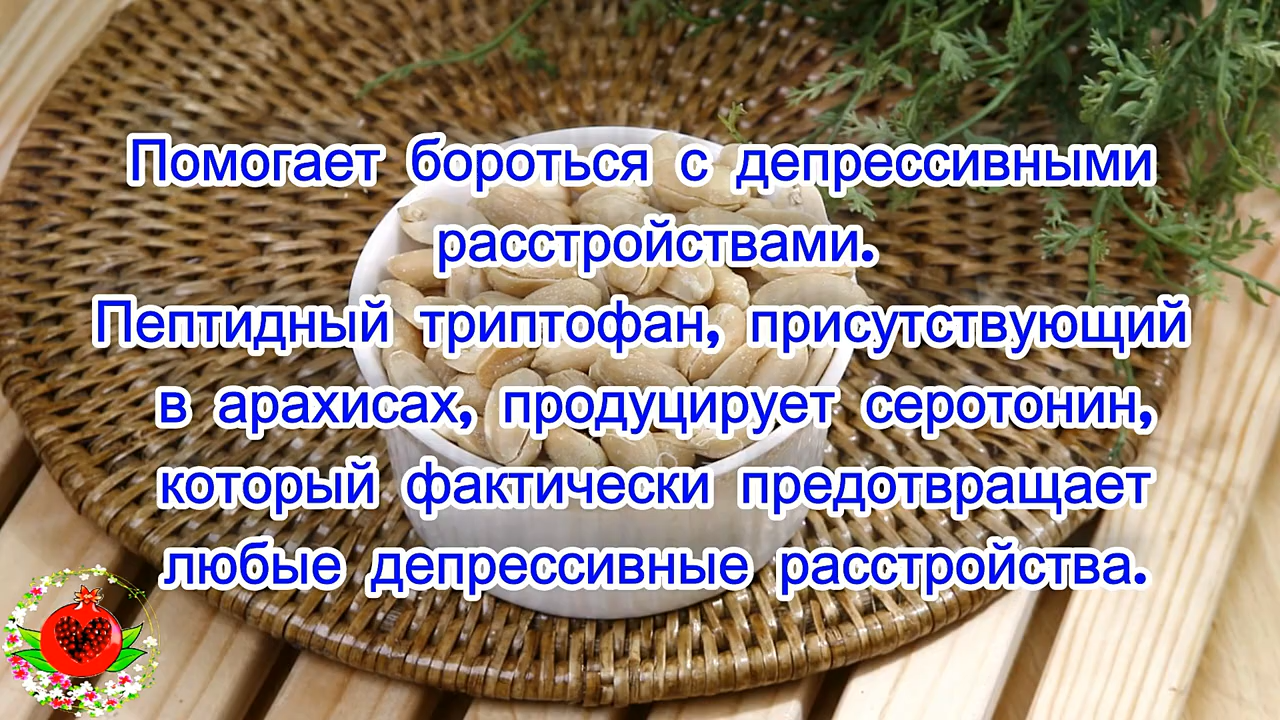 Помогает бороться с депрессивными
расстройствами.
Пептидный триптофан, присутствующий
в арахисах, продуцирует серотонин,
который фактически предотвращает
любые депрессивные расстройства.